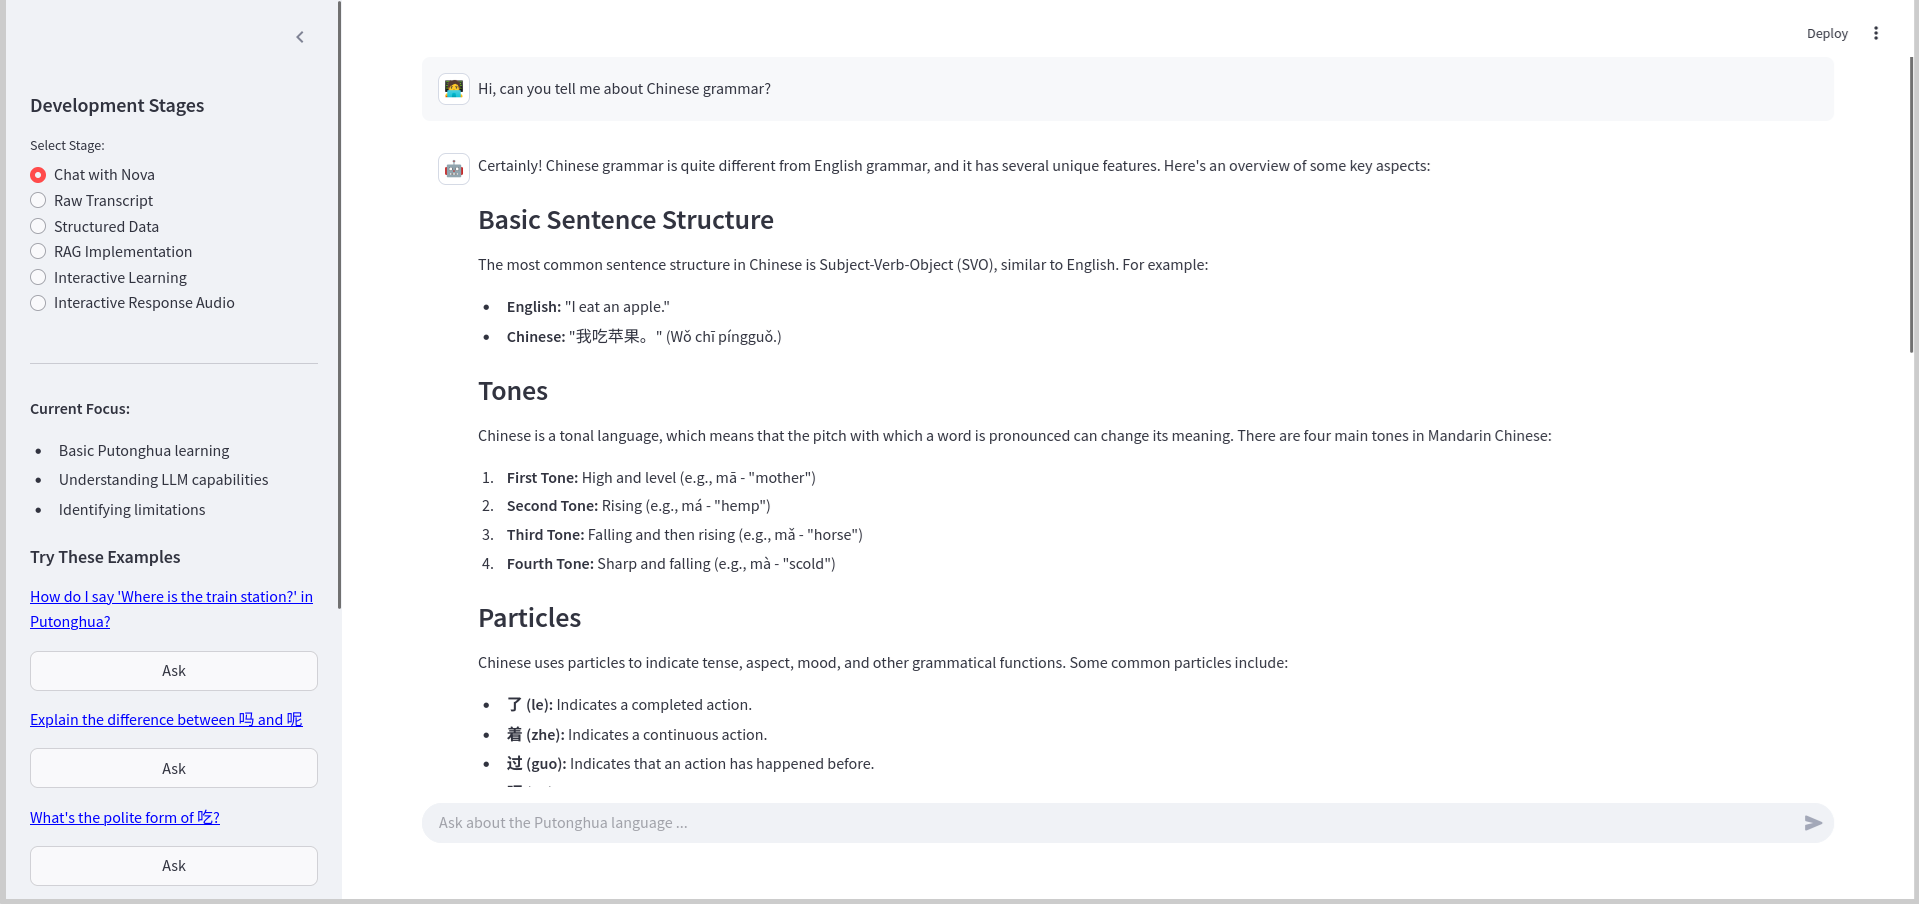 Development Stages
Select Stage:
Chat with Nova
Raw Transcript
Structured Data
RAG Implementation
Interactive Learning
Interactive Response Audio
Current Focus:
Basic Putonghua learning
Understanding LLM capabilities
Identifying limitations
Try These Examples
How do I say 'Where is the train station?' in
Putonghua?
Ask
Explain the difference between 吗 and 呢
Ask
What's the polite form of 吃?
Ask
Deploy
Hi, can you tell me about Chinese grammar?
Certainly! Chinese grammar is quite different from English grammar, and it has several unique features. Here's an overview of some key aspects:
Basic Sentence Structure
The most common sentence structure in Chinese is Subject-Verb-Object (SVO), similar to English. For example:
• English: "I eat an apple."
• Chinese: "我吃苹果。" (Wǒ chī píngguǒ.)
Tones
Chinese is a tonal language, which means that the pitch with which a word is pronounced can change its meaning. There are four main tones in Mandarin Chinese:
1. First Tone: High and level (e.g., mā - "mother")
2. Second Tone: Rising (e.g., má - "hemp")
3. Third Tone: Falling and then rising (e.g., mǎ - "horse")
4. Fourth Tone: Sharp and falling (e.g., mà - "scold")
Particles
Chinese uses particles to indicate tense, aspect, mood, and other grammatical functions. Some common particles include:
• 了 (le): Indicates a completed action.
• 着 (zhe): Indicates a continuous action.
• 过 (guo): Indicates that an action has happened before.
Ask about the Putonghua language ...